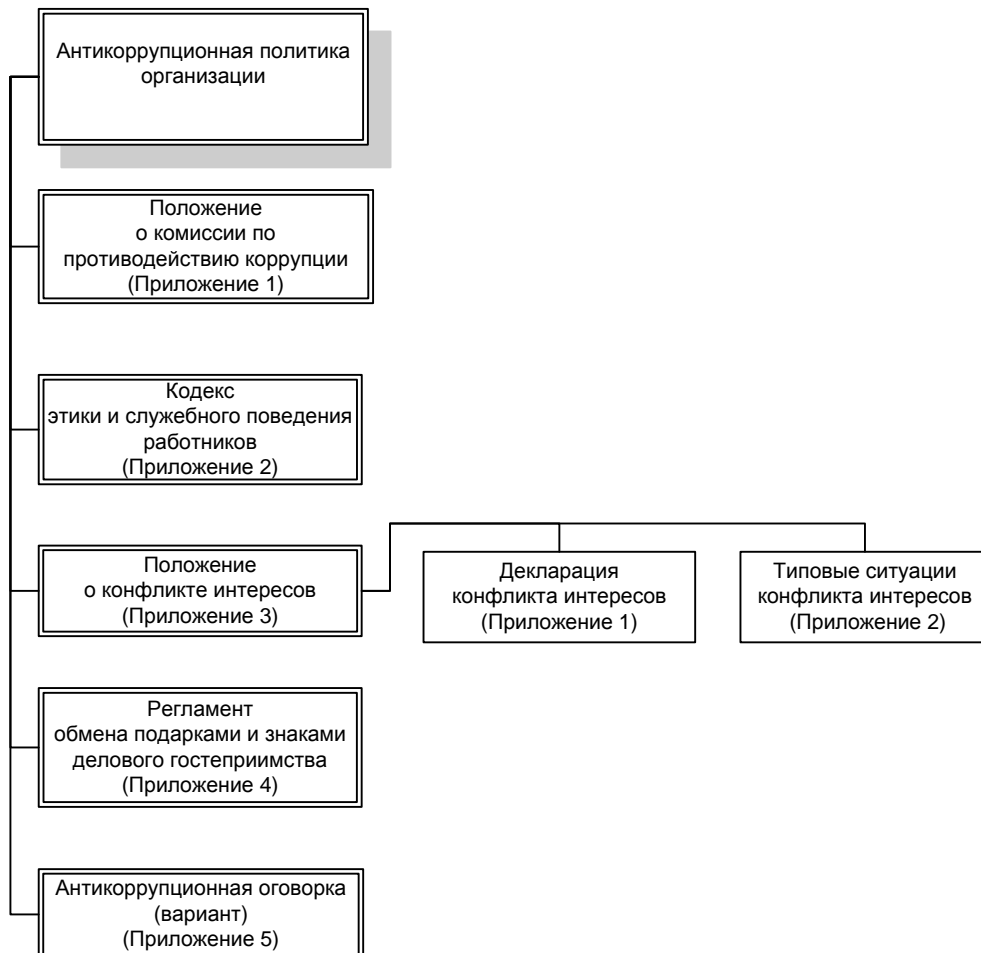 Антикоррупционная политика
организации
Положение
о комиссии по
противодействию коррупции
(Приложение 1)
Кодекс
этики и служебного поведения
работников
(Приложение 2)
Положение
о конфликте интересов
(Приложение 3)
Декларация
конфликта интересов
(Приложение 1)
Типовые ситуации
конфликта интересов
(Приложение 2)
Регламент
обмена подарками и знаками
делового гостеприимства
(Приложение 4)
Антикоррупционная оговорка
(вариант)
(Приложение 5)